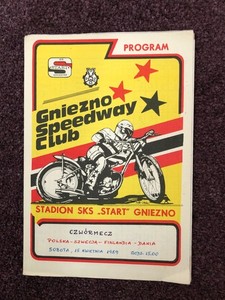 PROGRAM
START
Gniezno
Speedway
Club
STADION SKS „START" GNIEZNO
CZWÓRMECZ
POLSKA-SZWECJA-FINLANDIA-DANIA
SOBOTA, 15 KWIETNIA 1989 GODZ. 15.00